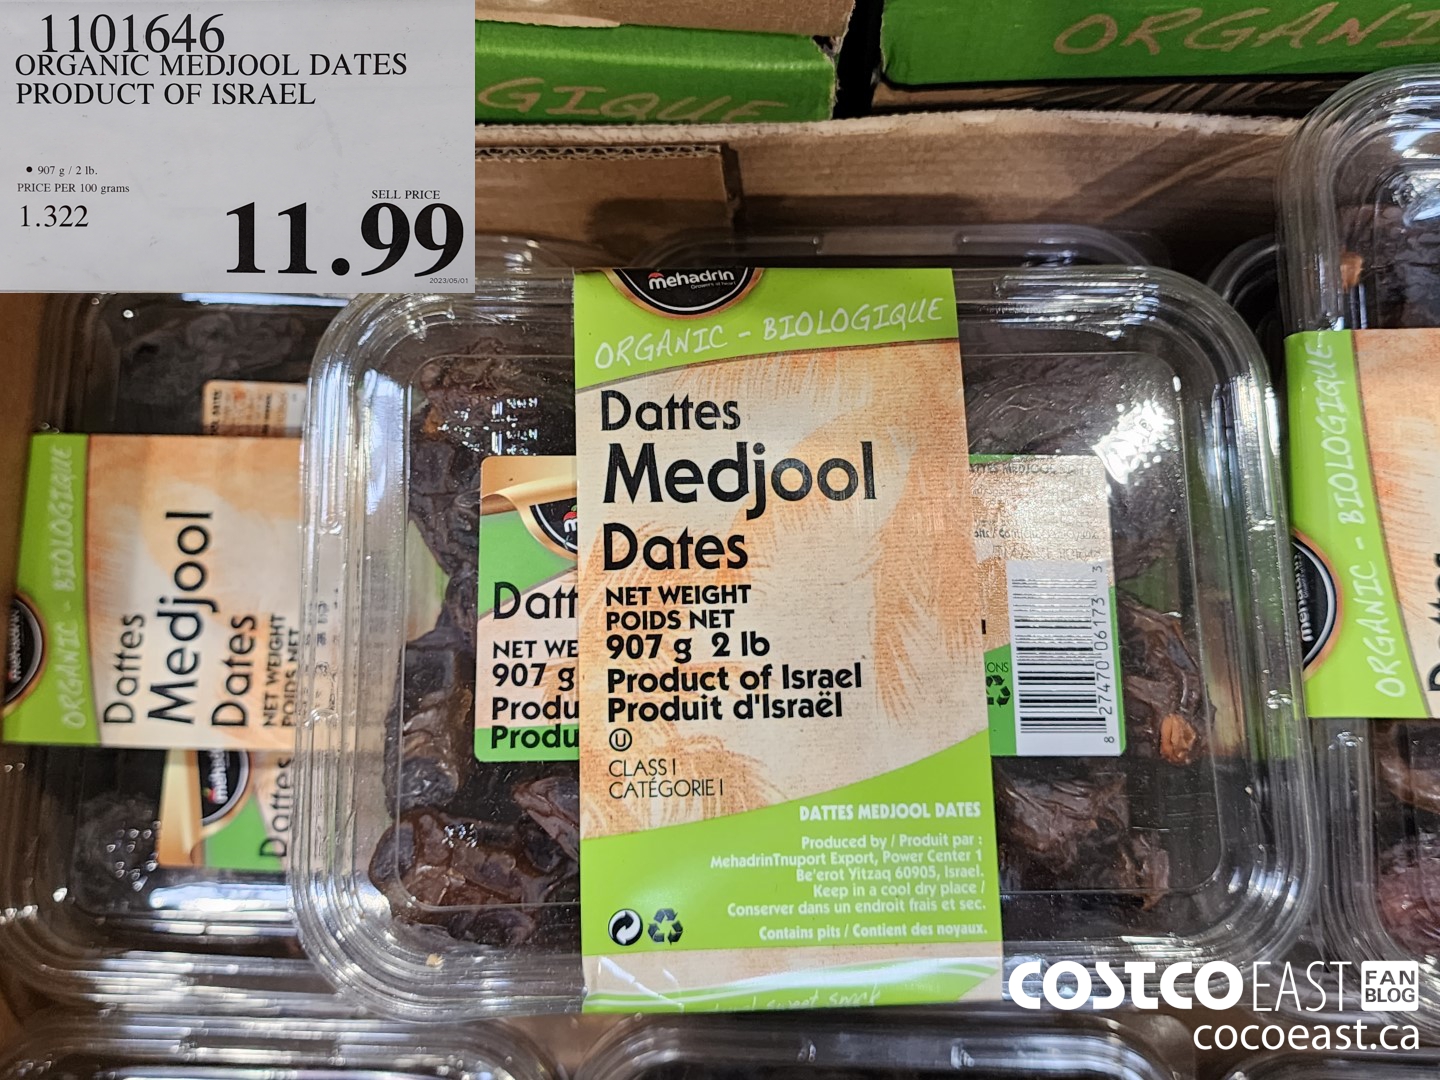 1101646
ORGANIC MEDJOOL DATES
PRODUCT OF ISRAEL
• 907 g / 2 lb.
PRICE PER 100 grams
1.322
SELL PRICE
11.99
2023/05/01
ORGANI
GIQUE
mehadrin
ORGANIC - BIOLOGIQUE
Dattes
Medjool
Dates
NET WEIGHT
POIDS NET
907 g 2 lb
Product of Israel
Produit d'Israël
U
CLASS I
CATÉGORIE I
DATTES MEDJOOL DATES
Produced by / Produit par :
MehadrinTnuport Export, Power Center 1
Be'erot Yitzaq 60905, Israel.
Keep in a cool dry place /
Conserver dans un endroit frais et sec.
Contains pits / Contient des noyaux.
sweet snack
Datt
NET WE
907 g
Produ
Produ
8 27470 06173 3
ORGANIC - BIOLOGIQUE
Dattes
Medjool
Dates
NET WEIGHT
POIDS NET
Dattes
ORGANIC - BIOLOGIQUE
COSTCO EAST FAN
BLOG
cocoeast.ca